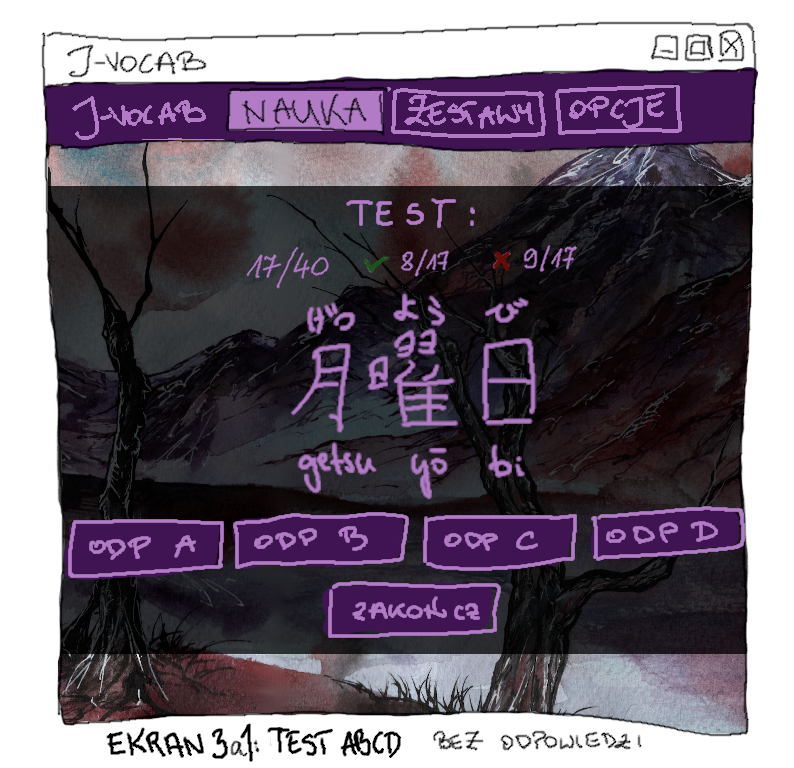 J-VOCAB
J-VOCAB NAUKA ZESTAWY OPCJE
TEST:
17/40 ✓ 8/17 ✗ 9/17
げつ よう び
月曜日
getsu yō bi
ODP A ODP B ODP C ODP D
ZAKOŃCZ
EKRAN 3a1: TEST ABCD BEZ ODPOWIEDZI